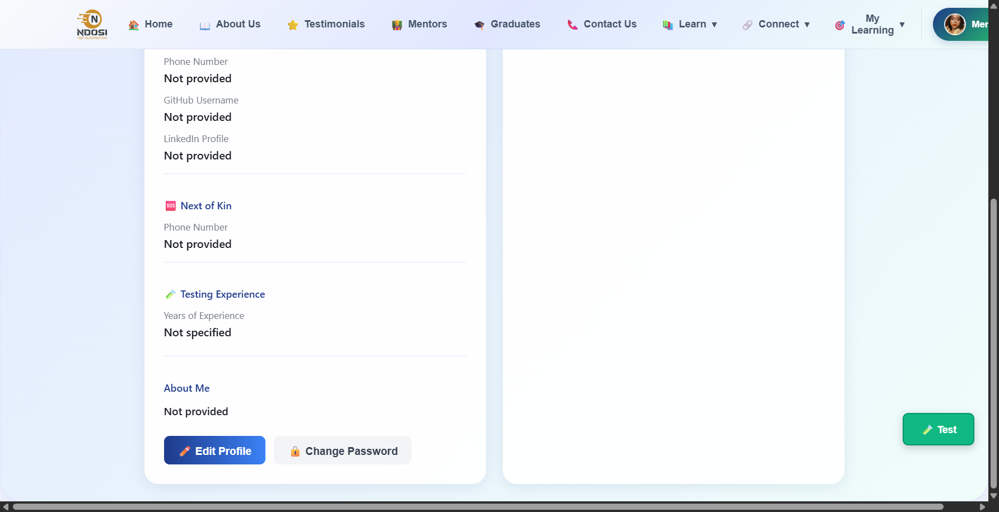 N
NDOSI
TEST AUTOMATION
Home
About Us
Testimonials
Mentors
Graduates
Contact Us
Learn ▼
Connect ▼
My
Learning ▼
Mer
Phone Number
Not provided
GitHub Username
Not provided
LinkedIn Profile
Not provided
SOS Next of Kin
Phone Number
Not provided
Testing Experience
Years of Experience
Not specified
About Me
Not provided
Edit Profile
Change Password
Test